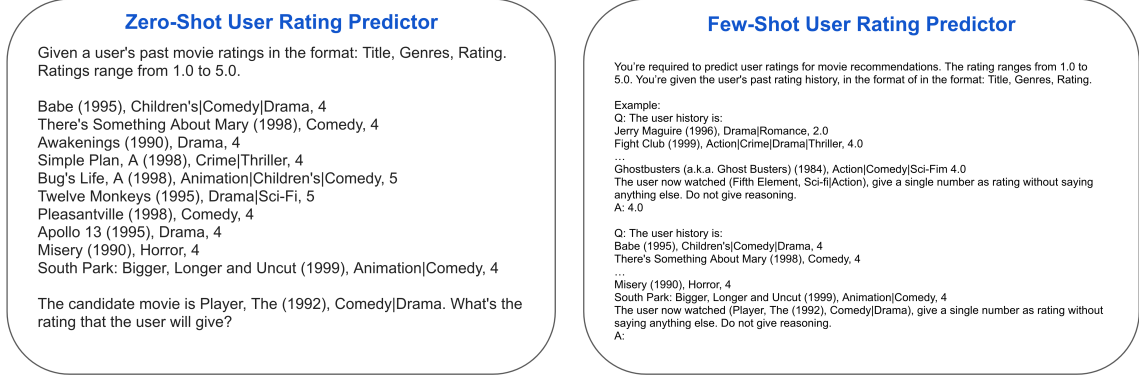 Zero-Shot User Rating Predictor
Given a user's past movie ratings in the format: Title, Genres, Rating.
Ratings range from 1.0 to 5.0.
Babe (1995), Children's|Comedy|Drama, 4
There's Something About Mary (1998), Comedy, 4
Awakenings (1990), Drama, 4
Simple Plan, A (1998), Crime|Thriller, 4
Bug's Life, A (1998), Animation|Children's|Comedy, 5
Twelve Monkeys (1995), Drama|Sci-Fi, 5
Pleasantville (1998), Comedy, 4
Apollo 13 (1995), Drama, 4
Misery (1990), Horror, 4
South Park: Bigger, Longer and Uncut (1999), Animation|Comedy, 4
The candidate movie is Player, The (1992), Comedy|Drama. What's the
rating that the user will give?
Few-Shot User Rating Predictor
You're required to predict user ratings for movie recommendations. The rating ranges from 1.0 to
5.0. You're given the user's past rating history, in the format of in the format: Title, Genres, Rating.
Example:
Q: The user history is:
Jerry Maguire (1996), Drama|Romance, 2.0
Fight Club (1999), Action|Crime|Drama|Thriller, 4.0
…
Ghostbusters (a.k.a. Ghost Busters) (1984), Action|Comedy|Sci-Fim 4.0
The user now watched (Fifth Element, Sci-fi|Action), give a single number as rating without saying
anything else. Do not give reasoning.
A: 4.0
Q: The user history is:
Babe (1995), Children's|Comedy|Drama, 4
There's Something About Mary (1998), Comedy, 4
…
Misery (1990), Horror, 4
South Park: Bigger, Longer and Uncut (1999), Animation|Comedy, 4
The user now watched (Player, The (1992), Comedy|Drama), give a single number as rating without
saying anything else. Do not give reasoning.
A: